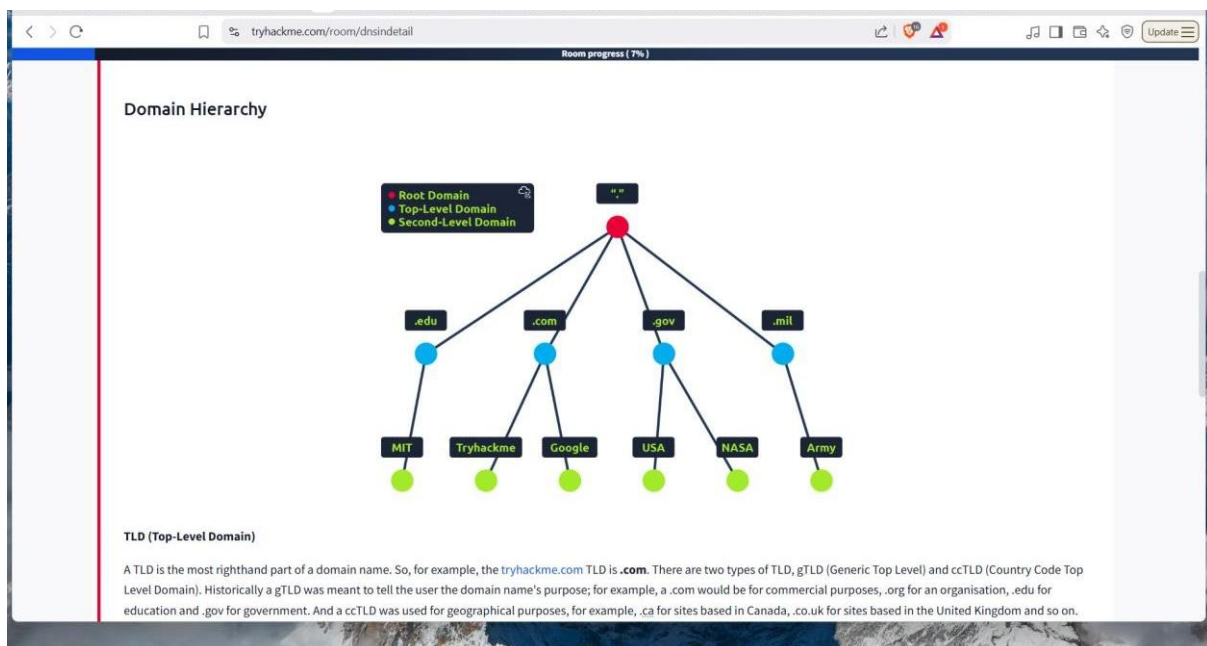 tryhackme.com/room/dnsindetail
Update
Room progress ( 7% )
Domain Hierarchy
Root Domain
Top-Level Domain
Second-Level Domain
"."
.edu
.com
.gov
.mil
MIT
Tryhackme
Google
USA
NASA
Army
TLD (Top-Level Domain)
A TLD is the most righthand part of a domain name. So, for example, the tryhackme.com TLD is .com. There are two types of TLD, gTLD (Generic Top Level) and ccTLD (Country Code Top
Level Domain). Historically a gTLD was meant to tell the user the domain name's purpose; for example, a .com would be for commercial purposes, .org for an organisation, .edu for
education and .gov for government. And a ccTLD was used for geographical purposes, for example, .ca for sites based in Canada, .co.uk for sites based in the United Kingdom and so on.